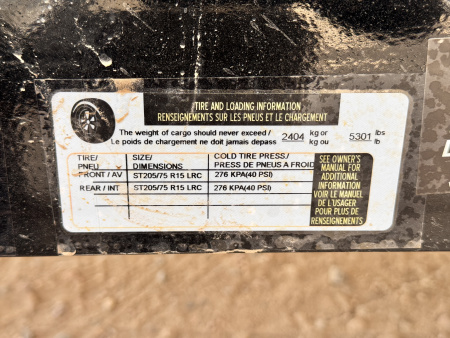 TIRE AND LOADING INFORMATION
RENSEIGNEMENTS SUR LES PNEUS ET LE CHARGEMENT
The weight of cargo should never exceed / 2404 kg or 5301 lbs
Le poids de chargement ne doit jamais depass kg ou lb
TIRE/ SIZE/ COLD TIRE PRESS/
PNEU DIMENSIONS PRESS DE PNEUS A FROID
FRONT / AV ST205/75 R15 LRC 276 KPA(40 PSI)
REAR / INT ST205/75 R15 LRC 276 KPA(40 PSI)
SEE OWNER'S
MANUAL FOR
ADDITIONAL
INFORMATION
VOIR LE MANUEL
DE L'USAGER
POUR PLUS DE
RENSEIGNEMENTS